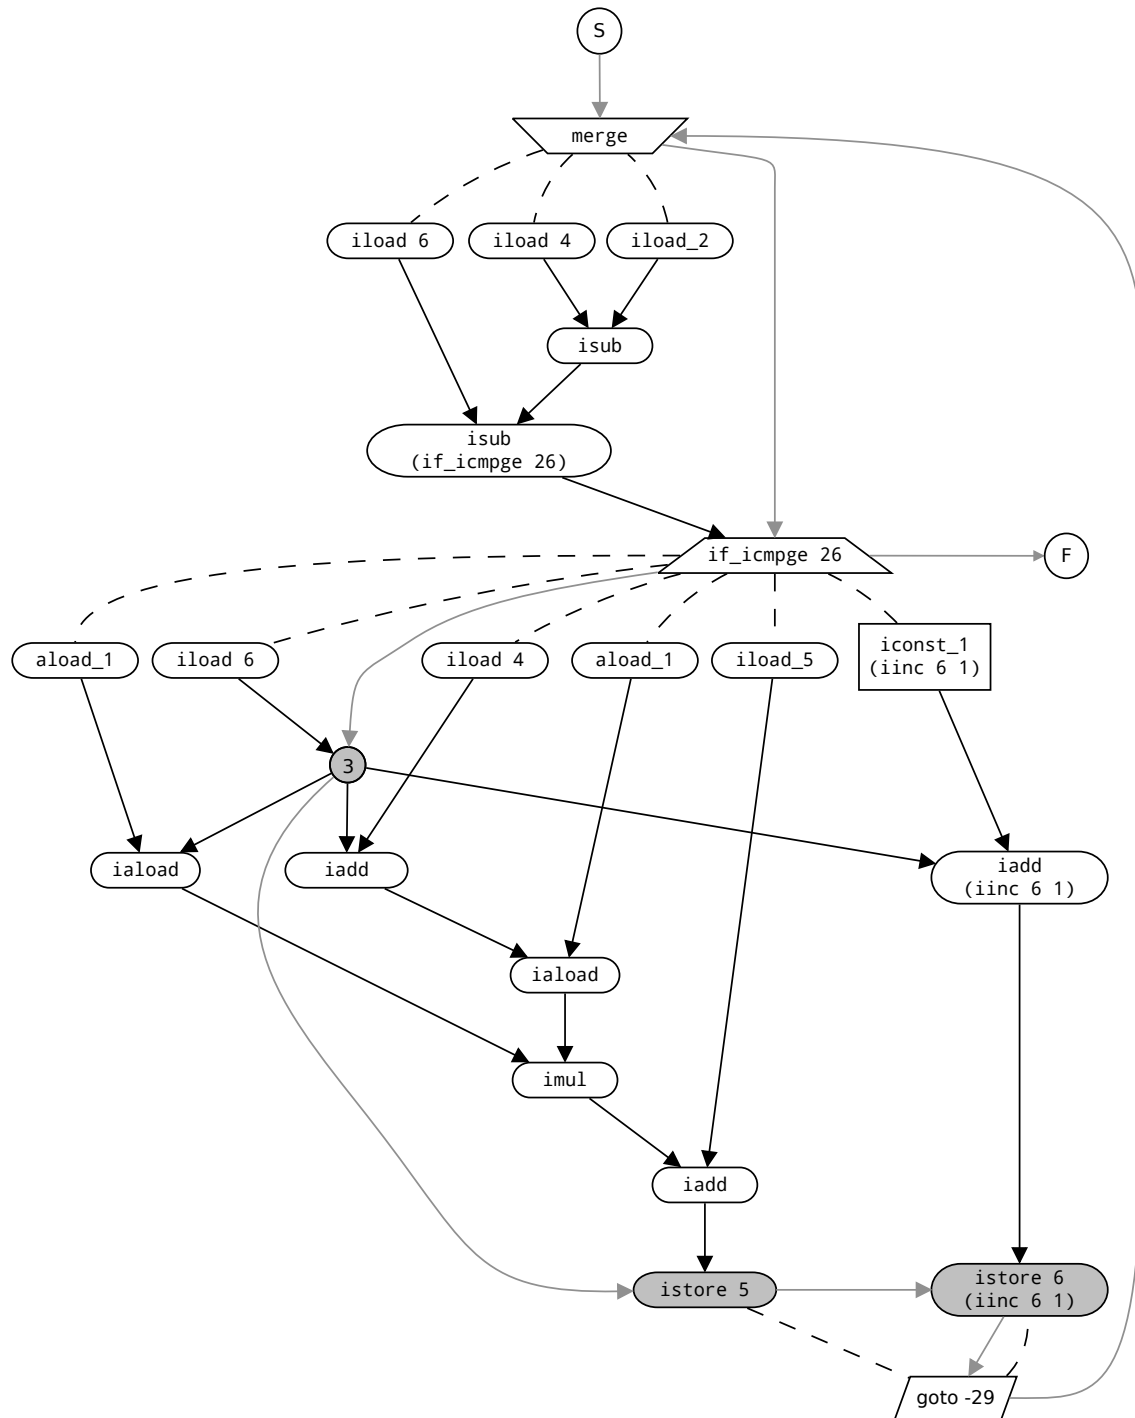 S
merge
iload 6
iload 4
iload_2
isub
isub
(if_icmpge 26)
if_icmpge 26
F
aload_1
iload 6
iload 4
aload_1
iload_5
iconst_1
(iinc 6 1)
3
iaload
iadd
iadd
(iinc 6 1)
iaload
imul
iadd
istore 5
istore 6
(iinc 6 1)
goto -29